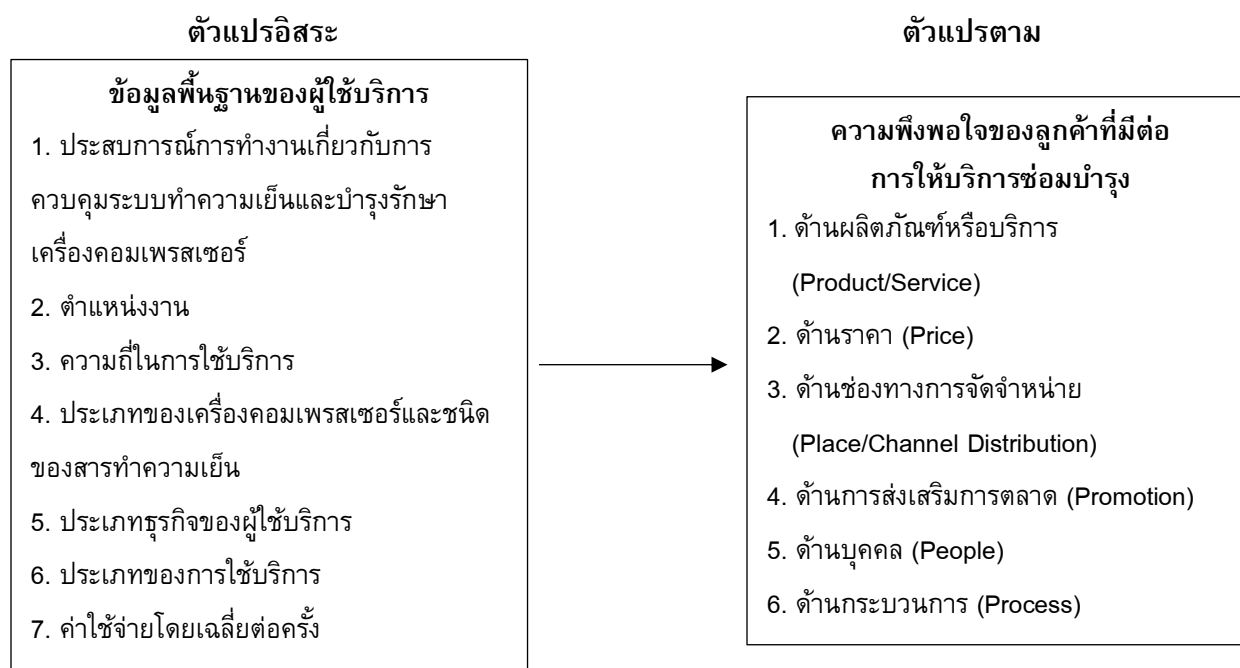 ตัวแปรอิสระ
ข้อมูลพื้นฐานของผู้ใช้บริการ
1. ประสบการณ์การทำงานเกี่ยวกับการ
ควบคุมระบบทำความเย็นและบำรุงรักษา
เครื่องคอมเพรสเซอร์
2. ตำแหน่งงาน
3. ความถี่ในการใช้บริการ
4. ประเภทของเครื่องคอมเพรสเซอร์และชนิด
ของสารทำความเย็น
5. ประเภทธุรกิจของผู้ใช้บริการ
6. ประเภทของการใช้บริการ
7. ค่าใช้จ่ายโดยเฉลี่ยต่อครั้ง
ตัวแปรตาม
ความพึงพอใจของลูกค้าที่มีต่อ
การให้บริการซ่อมบำรุง
1. ด้านผลิตภัณฑ์หรือบริการ
(Product/Service)
2. ด้านราคา (Price)
3. ด้านช่องทางการจัดจำหน่าย
(Place/Channel Distribution)
4. ด้านการส่งเสริมการตลาด (Promotion)
5. ด้านบุคคล (People)
6. ด้านกระบวนการ (Process)